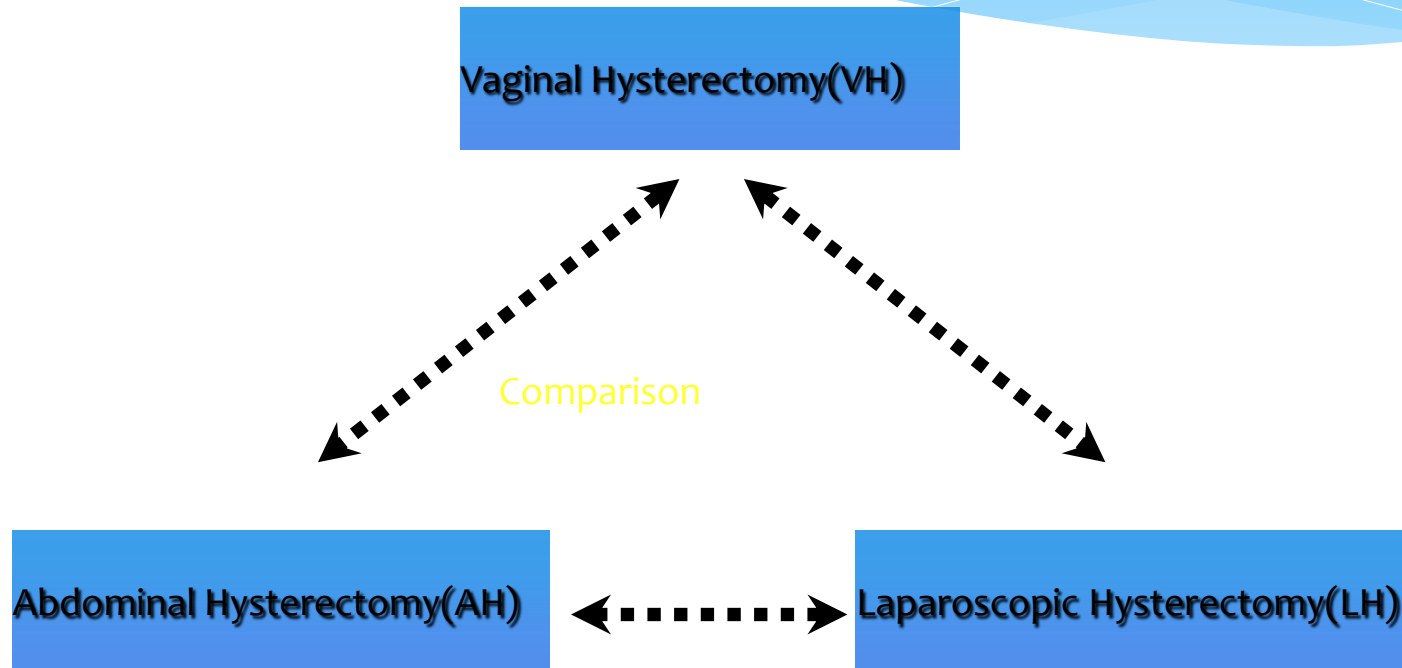 Vaginal Hysterectomy(VH)
Comparison
Abdominal Hysterectomy(AH)
Laparoscopic Hysterectomy(LH)